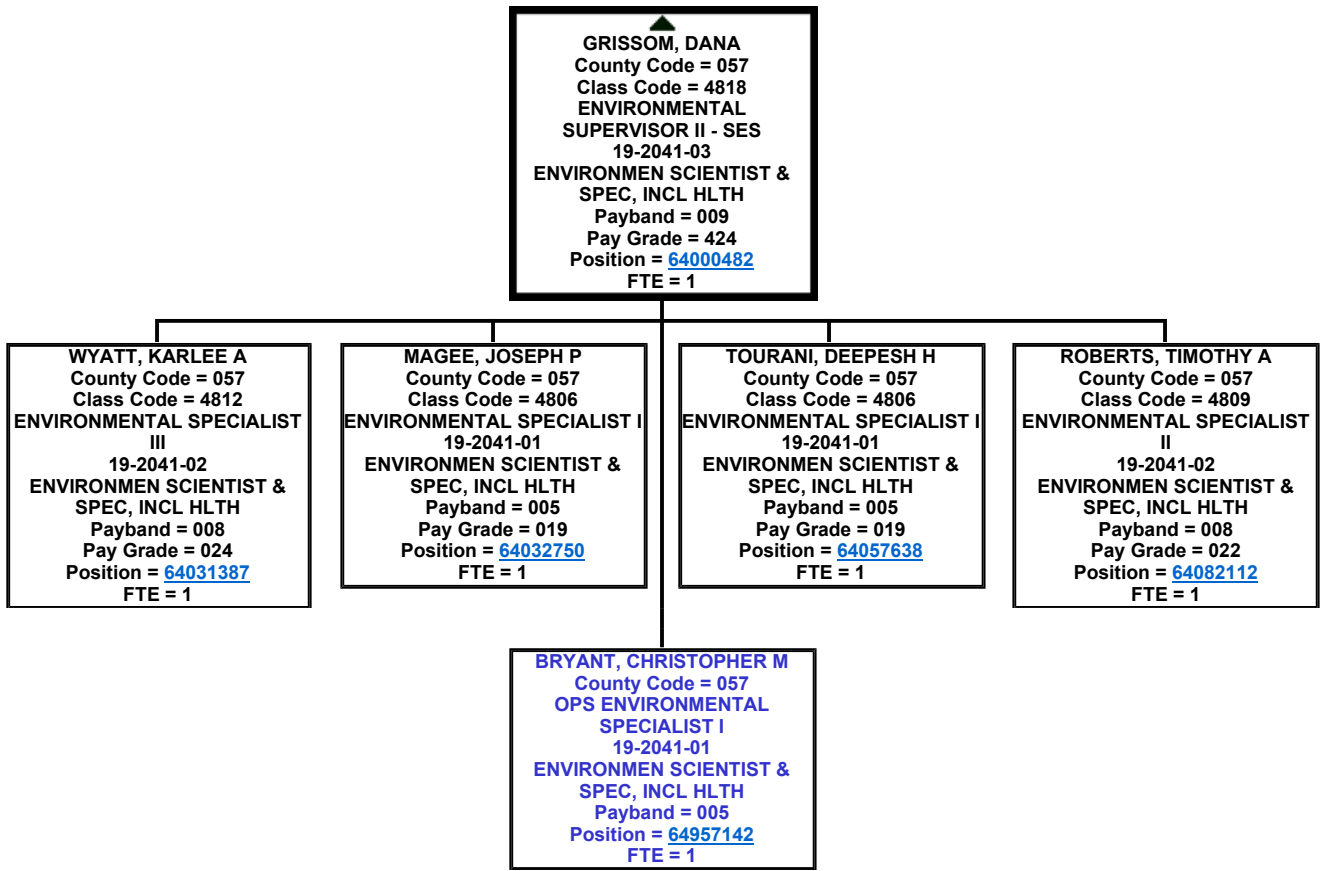 GRISSOM, DANA
County Code = 057
Class Code = 4818
ENVIRONMENTAL
SUPERVISOR II - SES
19-2041-03
ENVIRONMEN SCIENTIST &
SPEC, INCL HLTH
Payband = 009
Pay Grade = 424
Position = 64000482
FTE = 1
WYATT, KARLEE A
County Code = 057
Class Code = 4812
ENVIRONMENTAL SPECIALIST
III
19-2041-02
ENVIRONMEN SCIENTIST &
SPEC, INCL HLTH
Payband = 008
Pay Grade = 024
Position = 64031387
FTE = 1
MAGEE, JOSEPH P
County Code = 057
Class Code = 4806
ENVIRONMENTAL SPECIALIST I
19-2041-01
ENVIRONMEN SCIENTIST &
SPEC, INCL HLTH
Payband = 005
Pay Grade = 019
Position = 64032750
FTE = 1
TOURANI, DEEPESH H
County Code = 057
Class Code = 4806
ENVIRONMENTAL SPECIALIST I
19-2041-01
ENVIRONMEN SCIENTIST &
SPEC, INCL HLTH
Payband = 005
Pay Grade = 019
Position = 64057638
FTE = 1
ROBERTS, TIMOTHY A
County Code = 057
Class Code = 4809
ENVIRONMENTAL SPECIALIST
II
19-2041-02
ENVIRONMEN SCIENTIST &
SPEC, INCL HLTH
Payband = 008
Pay Grade = 022
Position = 64082112
FTE = 1
BRYANT, CHRISTOPHER M
County Code = 057
OPS ENVIRONMENTAL
SPECIALIST I
19-2041-01
ENVIRONMEN SCIENTIST &
SPEC, INCL HLTH
Payband = 005
Position = 64957142
FTE = 1